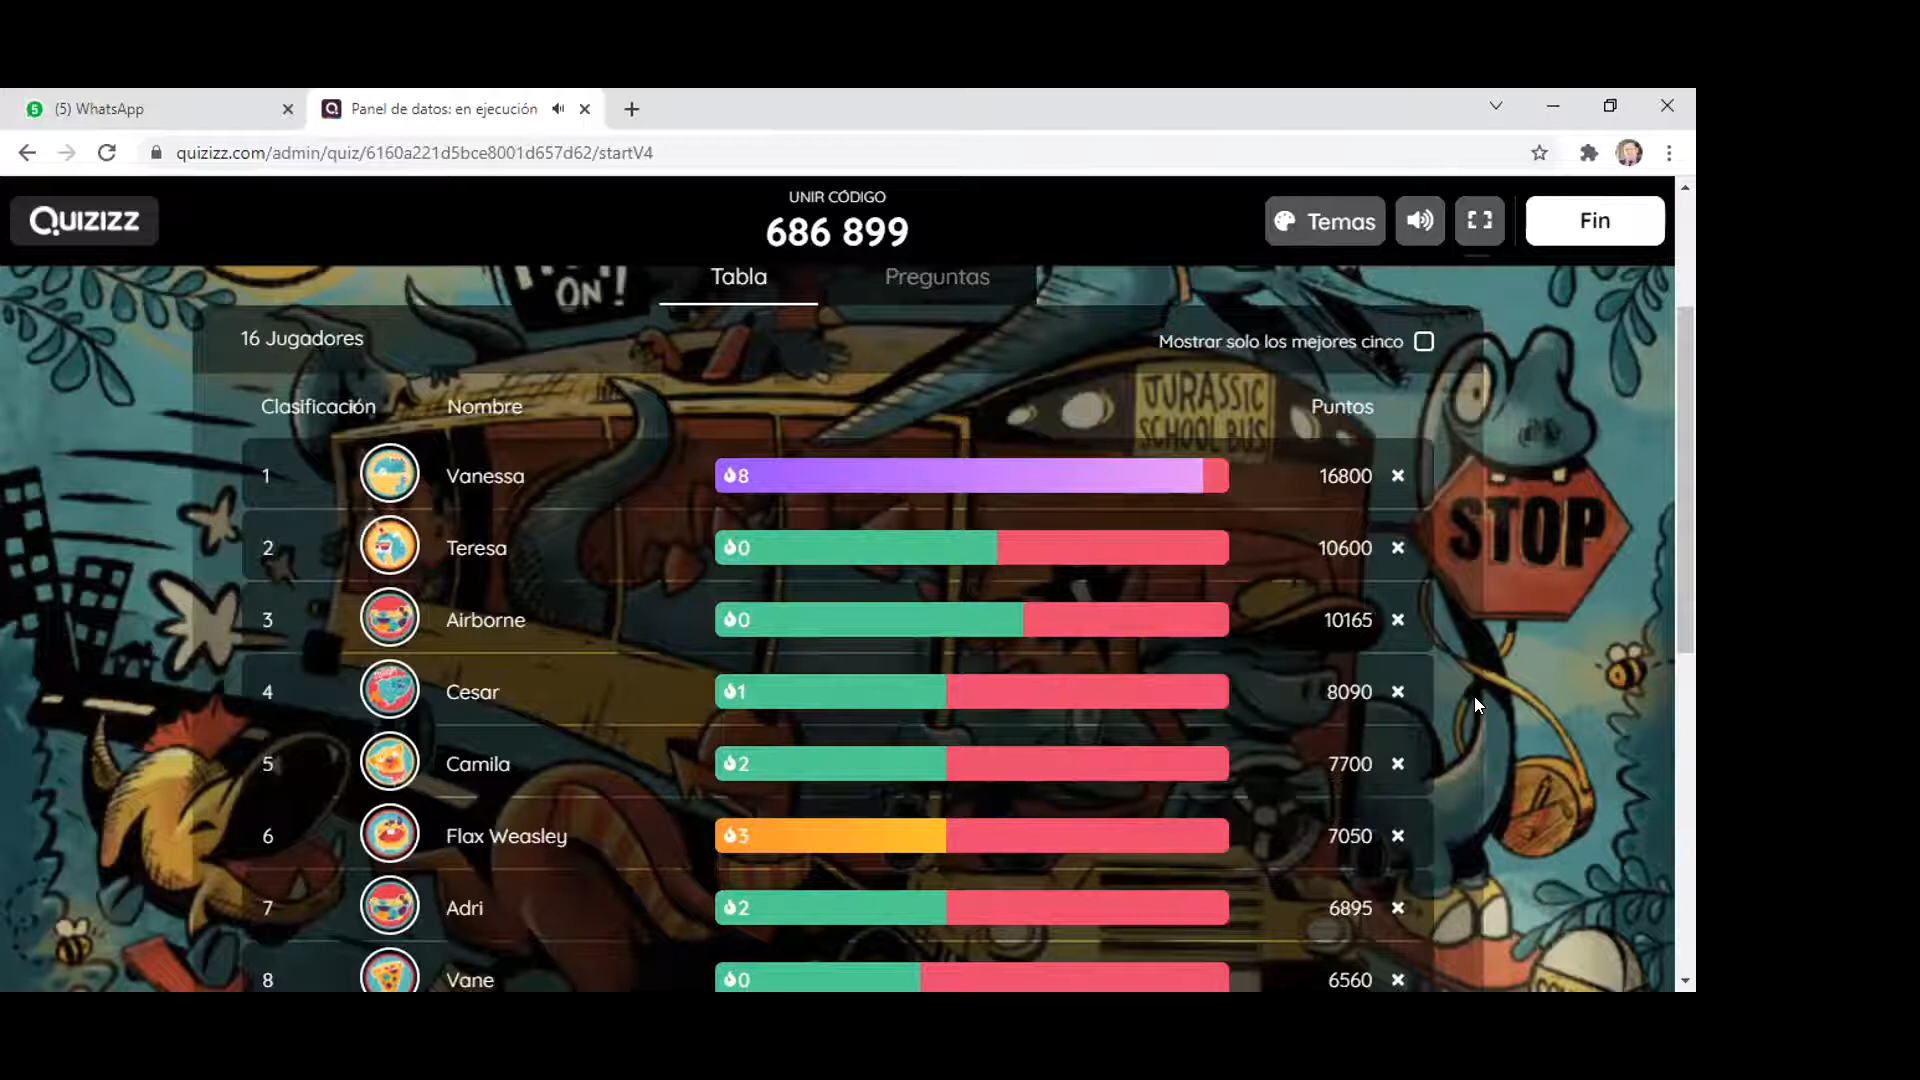 5 (5) WhatsApp
Panel de datos: en ejecución
quizizz.com/admin/quiz/6160a221d5bce8001d657d62/startV4
QUIZIZZ
UNIR CÓDIGO
686 899
Temas
Fin
ON!
Tabla
Preguntas
16 Jugadores
Mostrar solo los mejores cinco
JURASSIC
SCHOOL BUS
Clasificación Nombre Puntos
1 Vanessa 8 16800
2 Teresa 0 10600
STOP
3 Airborne 0 10165
4 Cesar 1 8090
5 Camila 2 7700
6 Flax Weasley 3 7050
7 Adri 2 6895
8 Vane 0 6560